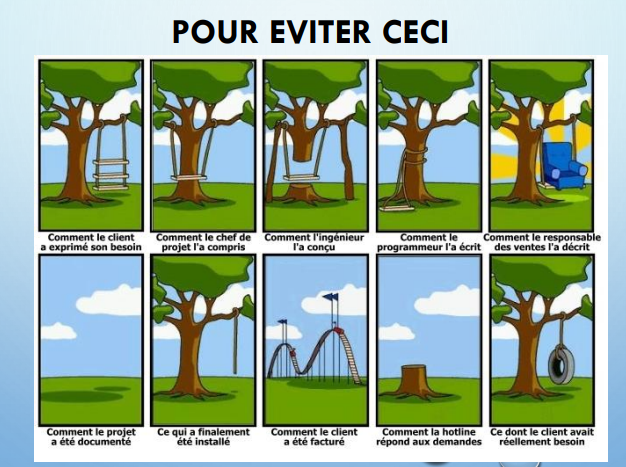 POUR EVITER CECI
Comment le client
a exprimé son besoin
Comment le chef de
projet l'a compris
Comment l'ingénieur
l'a conçu
Comment le
programmeur l'a écrit
Comment le responsable
des ventes l'a décrit
Comment le projet
a été documenté
Ce qui a finalement
été installé
Comment le client
a été facturé
Comment la hotline
répond aux demandes
Ce dont le client avait
réellement besoin